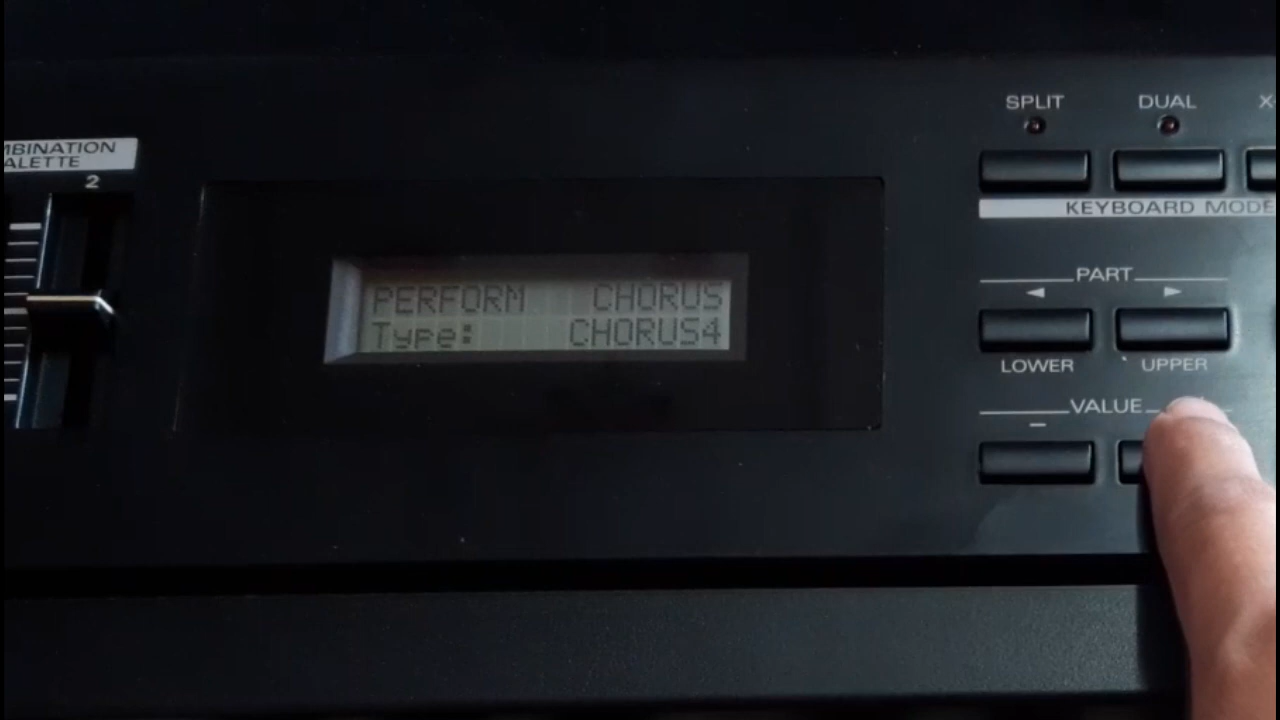 MBINATION
ALETTE
2
PERFORM CHORUS
Type: CHORUS4
SPLIT DUAL X
KEYBOARD MODE
PART
LOWER UPPER
VALUE
−